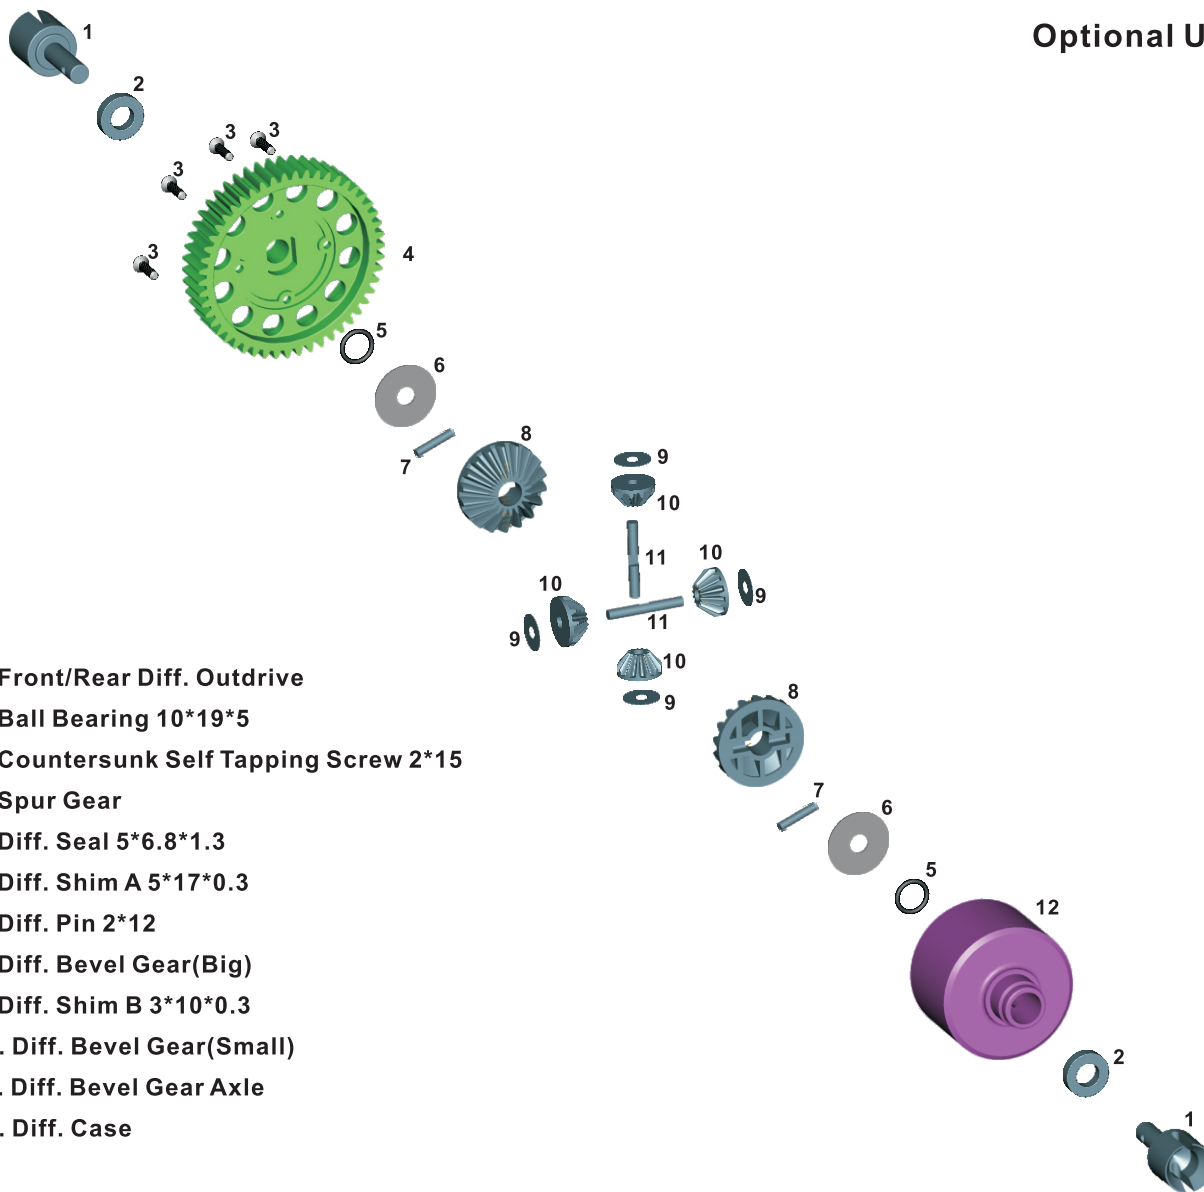 Optional U
1
2
3
3
3
3
4
5
6
7
8
9
10
11
10
9
10
11
9
10
9
8
7
6
5
12
2
1
Front/Rear Diff. Outdrive
Ball Bearing 10*19*5
Countersunk Self Tapping Screw 2*15
Spur Gear
Diff. Seal 5*6.8*1.3
Diff. Shim A 5*17*0.3
Diff. Pin 2*12
Diff. Bevel Gear(Big)
Diff. Shim B 3*10*0.3
. Diff. Bevel Gear(Small)
. Diff. Bevel Gear Axle
. Diff. Case